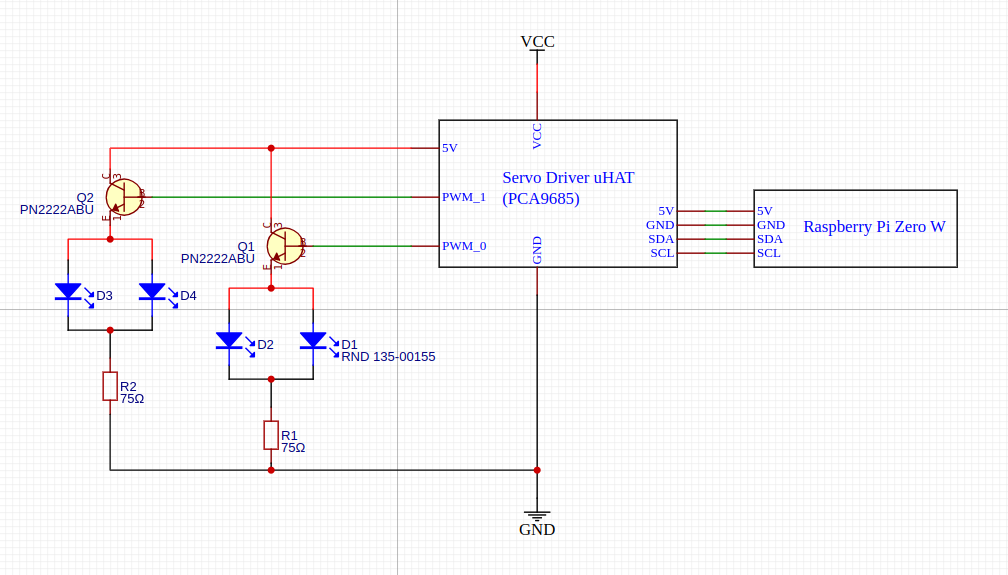 VCC
VCC
5V
C
3
Servo Driver uHAT
(PCA9685)
Q2
PN2222ABU
B
2
PWM_1
E
1
5V
GND
SDA
SCL
5V
GND
SDA
SCL
Raspberry Pi Zero W
C
3
Q1
PN2222ABU
B
2
PWM_0
GND
E
1
D3
D4
D2
D1
RND 135-00155
R2
75Ω
R1
75Ω
GND